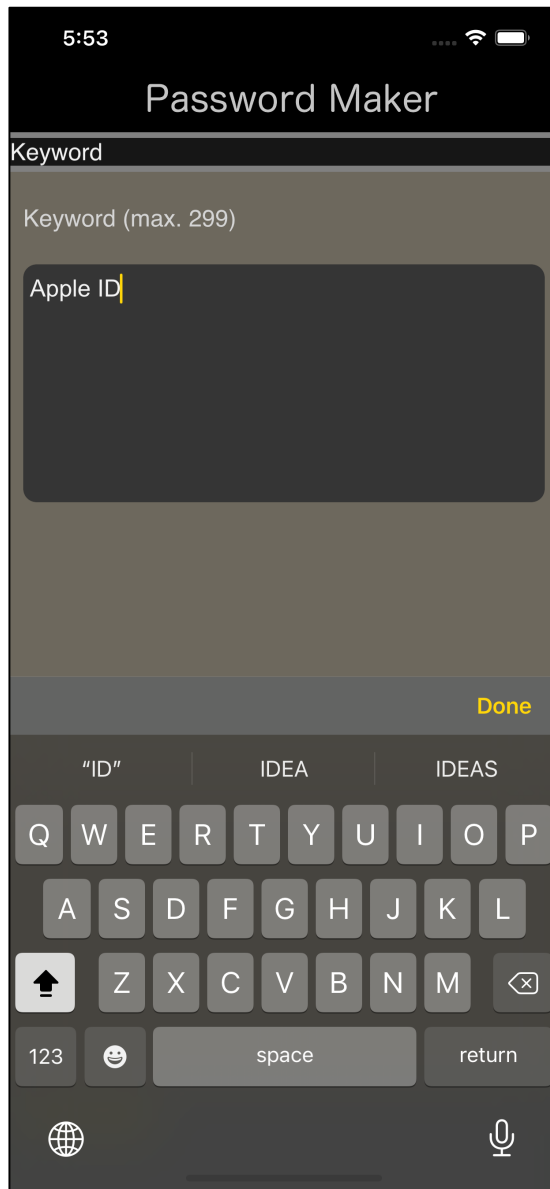 5:53
Password Maker
Keyword
Keyword (max. 299)
Apple ID
Done
“ID” IDEA IDEAS
Q W E R T Y U I O P
A S D F G H J K L
Z X C V B N M
123 space return